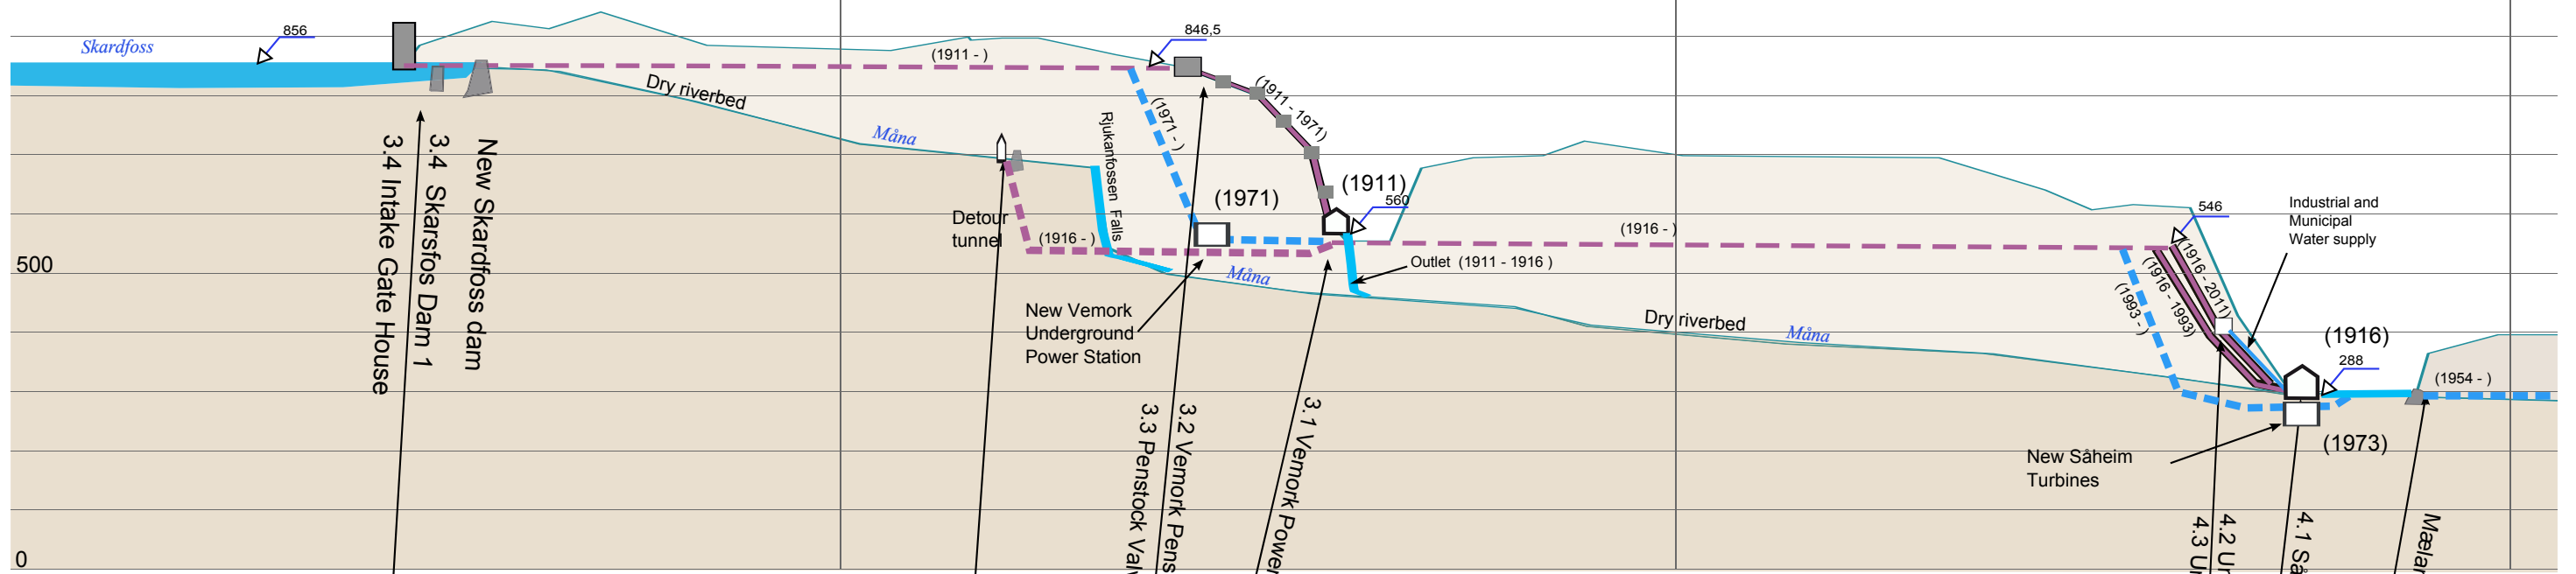 Skardfoss
856
(1911 - )
846,5
Dry riverbed
Måna
(1971 - )
(1911 - 1971)
Rjukanfossen Falls
3.4 Intake Gate House
3.4 Skarsfos Dam 1
New Skardfoss dam
Detour
tunnel
(1916 - )
(1971)
(1911)
560
Outlet (1911 - 1916 )
Måna
New Vemork
Underground
Power Station
(1916 - )
546
Industrial and
Municipal
Water supply
Dry riverbed
Måna
(1993 - )
(1916 - 1993)
(1916 - 2011)
(1916)
288
(1954 - )
(1973)
New Såheim
Turbines
3.3 Penstock Val
3.2 Vemork Pens
3.1 Vemork Power
4.3 Ur
4.2 Ur
4.1 Så
Mælar
500
0